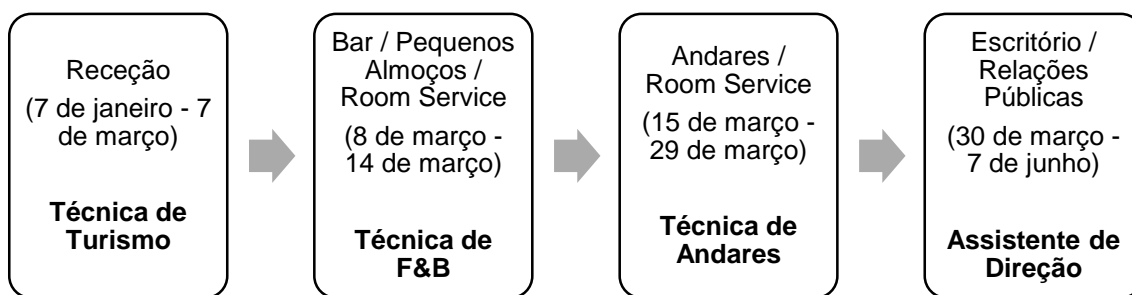 Receção
(7 de janeiro - 7
de março)
Técnica de
Turismo
Bar / Pequenos
Almoços /
Room Service
(8 de março -
14 de março)
Técnica de
F&B
Andares /
Room Service
(15 de março -
29 de março)
Técnica de
Andares
Escritório /
Relações
Públicas
(30 de março -
7 de junho)
Assistente de
Direção